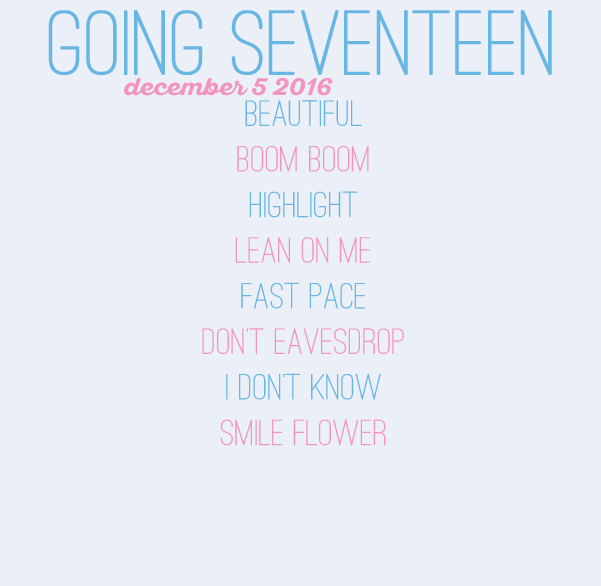 GOING SEVENTEEN
december 5 2016
BEAUTIFUL
BOOM BOOM
HIGHLIGHT
LEAN ON ME
FAST PACE
DON'T EAVESDROP
I DON'T KNOW
SMILE FLOWER